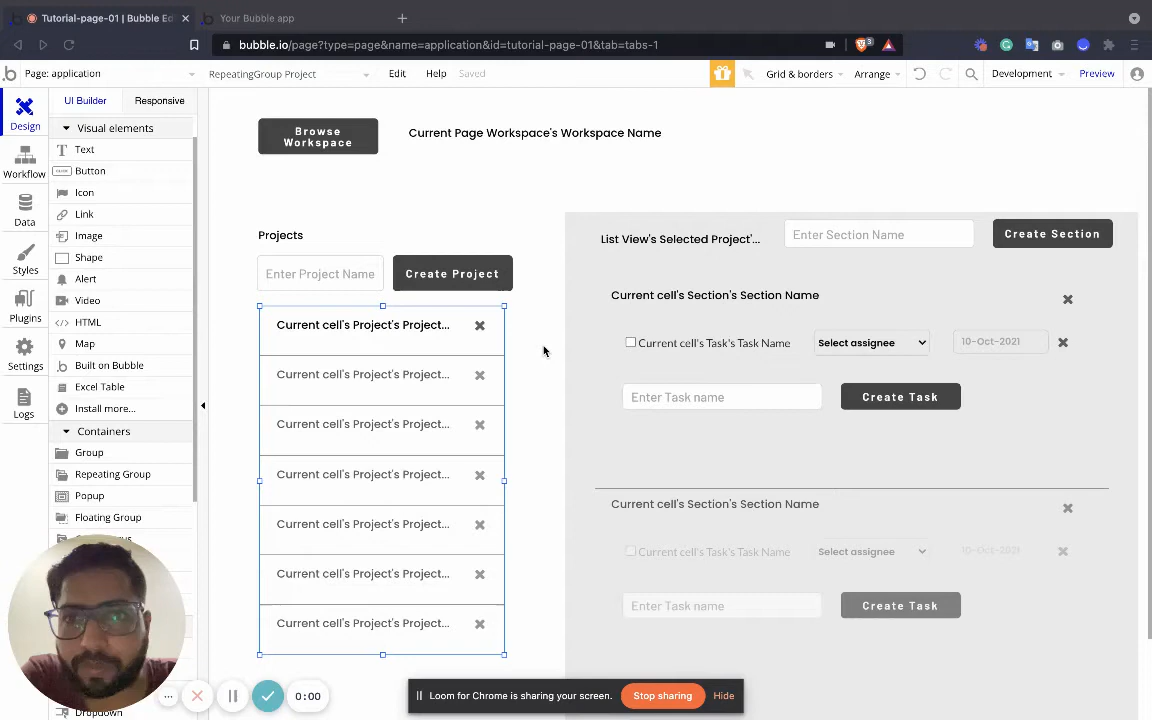 Tutorial-page-01 | Bubble Ed
Your Bubble app
bubble.io/page?type=page&name=application&id=tutorial-page-01&tab=tabs-1
3
Page: application
RepeatingGroup Project
Edit
Help
Saved
Grid & borders
Arrange
Development
Preview
UI Builder
Responsive
Design
Workflow
Data
Styles
Plugins
Settings
Logs
Visual elements
Text
CLICK
Button
Icon
Link
Image
Shape
Alert
Video
HTML
Map
Built on Bubble
Excel Table
Install more...
Containers
Group
Repeating Group
Popup
Floating Group
Dropdown
Browse
Workspace
Current Page Workspace's Workspace Name
Projects
Enter Project Name
Create Project
Current cell's Project's Project...
Current cell's Project's Project...
Current cell's Project's Project...
Current cell's Project's Project...
Current cell's Project's Project...
Current cell's Project's Project...
Current cell's Project's Project...
List View's Selected Project'...
Enter Section Name
Create Section
Current cell's Section's Section Name
Current cell's Task's Task Name
Select assignee
10-Oct-2021
Enter Task name
Create Task
Current cell's Section's Section Name
Current cell's Task's Task Name
Select assignee
10-Oct-2021
Enter Task name
Create Task
0:00
Loom for Chrome is sharing your screen.
Stop sharing
Hide